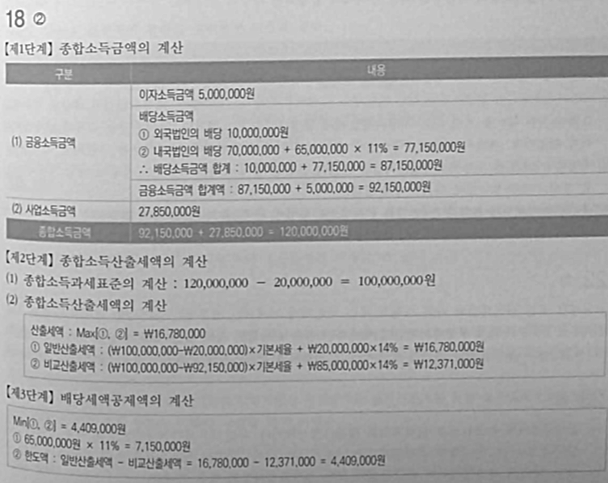 18 ②
【제1단계】 종합소득금액의 계산
구분 내용
(1) 금융소득금액
이자소득금액 5,000,000원
배당소득금액
① 외국법인의 배당 10,000,000원
② 내국법인의 배당 70,000,000 + 65,000,000 × 11% = 77,150,000원
∴ 배당소득금액 합계 : 10,000,000 + 77,150,000 = 87,150,000원
금융소득금액 합계액 : 87,150,000 + 5,000,000 = 92,150,000원
(2) 사업소득금액 27,850,000원
종합소득금액 92,150,000 + 27,850,000 = 120,000,000원
【제2단계】 종합소득산출세액의 계산
(1) 종합소득과세표준의 계산 : 120,000,000 − 20,000,000 = 100,000,000원
(2) 종합소득산출세액의 계산
산출세액 : Max[①, ②] = ₩16,780,000
① 일반산출세액 : (₩100,000,000-₩20,000,000)×기본세율 + ₩20,000,000×14% = ₩16,780,000원
② 비교산출세액 : (₩100,000,000-₩92,150,000)×기본세율 + ₩85,000,000×14% = ₩12,371,000원
【제3단계】 배당세액공제액의 계산
Min[①, ②] = 4,409,000원
① 65,000,000원 × 11% = 7,150,000원
② 한도액 : 일반산출세액 − 비교산출세액 = 16,780,000 − 12,371,000 = 4,409,000원